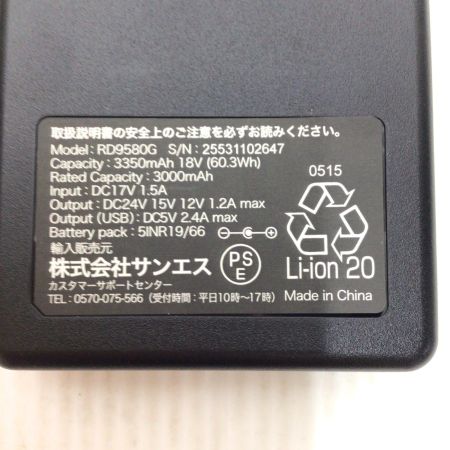 取扱説明書の安全上のご注意を必ずお読みください。
Model: RD9580G S/N: 25531102647
Capacity: 3350mAh 18V (60.3Wh)
Rated Capacity: 3000mAh
Input: DC17V 1.5A
Output: DC24V 15V 12V 1.2A max
Output (USB): DC5V 2.4A max
Battery pack: 5INR19/66
輸入販売元
株式会社サンエス
カスタマーサポートセンター
TEL: 0570-075-566（受付時間：平日10時〜17時）
PS
E
0515
Li-ion 20
Made in China